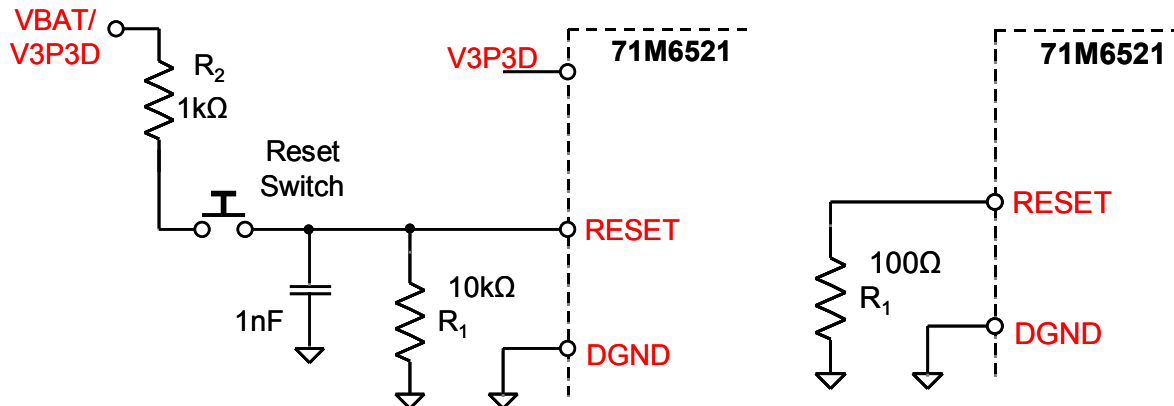 VBAT/
V3P3D
R2
1kΩ
Reset
Switch
1nF
10kΩ
R1
V3P3D
71M6521
RESET
DGND
71M6521
RESET
100Ω
R1
DGND